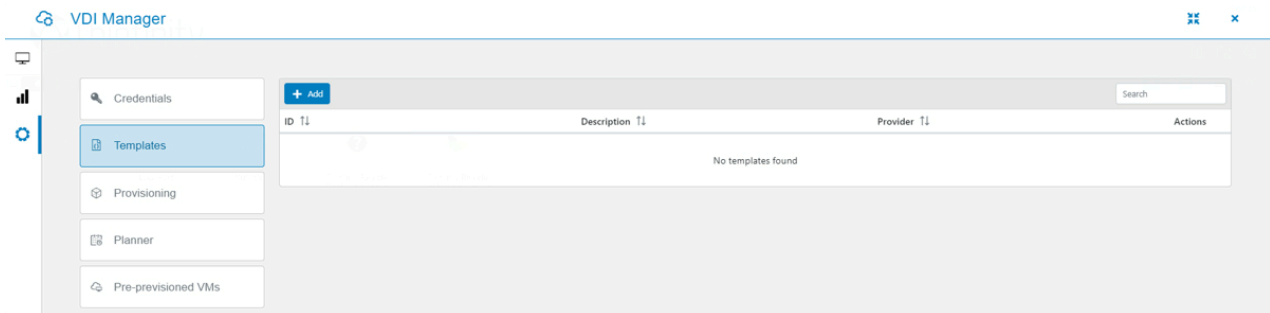 VDI Manager
Credentials
Templates
Provisioning
Planner
Pre-previsioned VMs
+ Add
Search
ID Description Provider Actions
No templates found